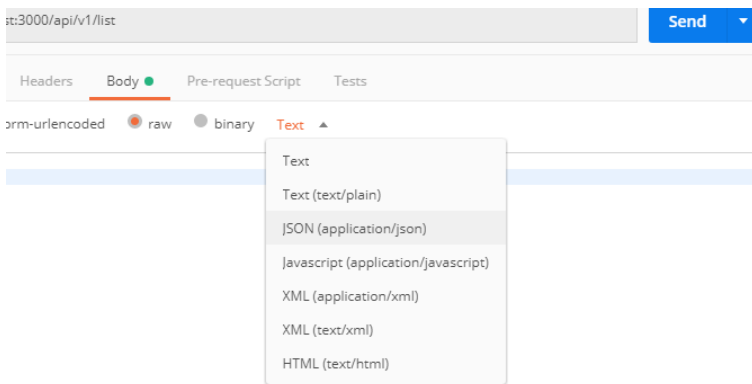 st:3000/api/v1/list Send
Headers Body Pre-request Script Tests
orm-urlencoded raw binary Text
Text
Text (text/plain)
JSON (application/json)
Javascript (application/javascript)
XML (application/xml)
XML (text/xml)
HTML (text/html)